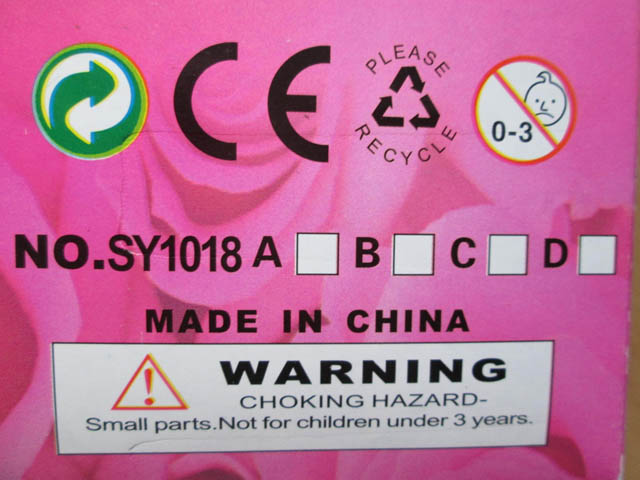 CE
PLEASE
RECYCLE
0-3
NO.SY1018 A B C D
MADE IN CHINA
WARNING
CHOKING HAZARD-
Small parts.Not for children under 3 years.